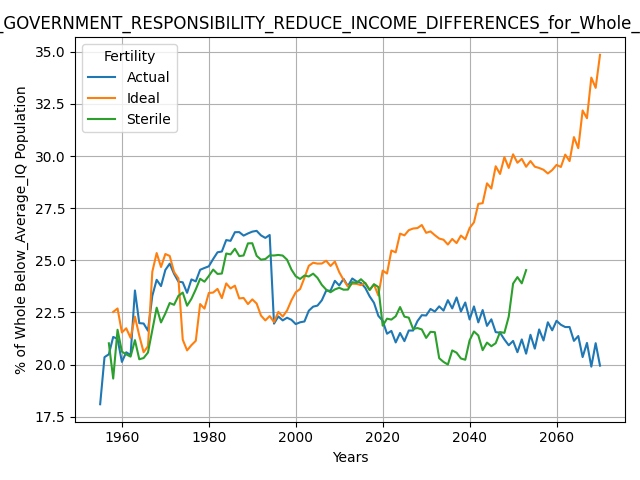 _GOVERNMENT_RESPONSIBILITY_REDUCE_INCOME_DIFFERENCES_for_Whole_
Fertility
Actual
Ideal
Sterile
% of Whole Below_Average_IQ Population
35.0
32.5
30.0
27.5
25.0
22.5
20.0
17.5
1960 1980 2000 2020 2040 2060
Years